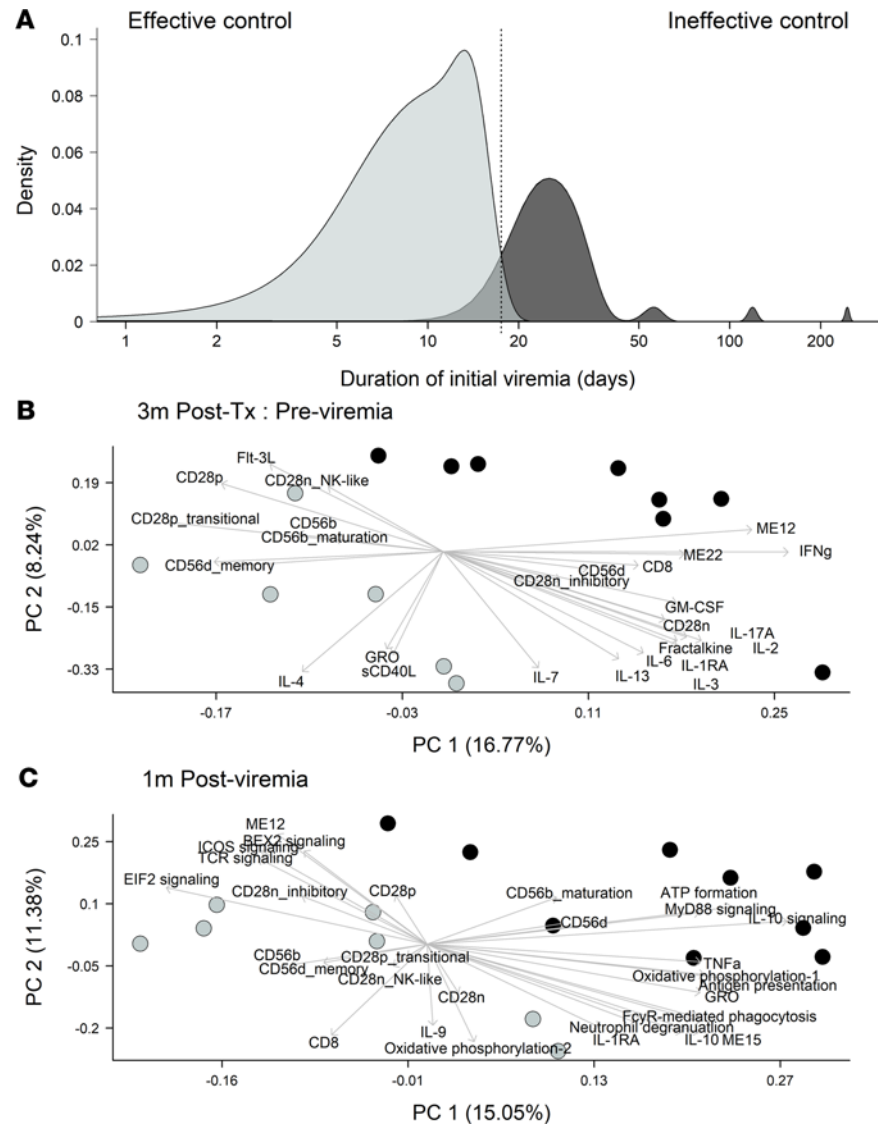 A
Effective control
Ineffective control
0.1
0.08
0.06
0.04
0.02
0
Density
1 2 5 10 20 50 100 200
Duration of initial viremia (days)
B
3m Post-Tx : Pre-viremia
0.19
0.02
-0.15
-0.33
PC 2 (8.24%)
Flt-3L
CD28p
CD28n_NK-like
CD28p_transitional
CD56b
CD56b_maturation
CD56d_memory
ME12
IFNg
ME22
CD56d
CD8
CD28n_inhibitory
GM-CSF
CD28n
IL-17A
Fractalkine
IL-2
GRO
IL-6
IL-1RA
sCD40L
IL-4
IL-7
IL-13
IL-3
-0.17 -0.03 0.11 0.25
PC 1 (16.77%)
C
1m Post-viremia
0.25
0.1
-0.05
-0.2
PC 2 (11.38%)
ME12
BEX2 signaling
ICOS signaling
TCR signaling
EIF2 signaling
CD28n_inhibitory
CD28p
CD56b_maturation
ATP formation
MyD88 signaling
CD56d
IL-10 signaling
CD56b
CD28p_transitional
CD56d_memory
TNFa
CD28n_NK-like
Oxidative phosphorylation-1
Antigen presentation
CD28n
GRO
FcγR-mediated phagocytosis
IL-9
Neutrophil degranulation
CD8
IL-1RA
IL-10
ME15
Oxidative phosphorylation-2
-0.16 -0.01 0.13 0.27
PC 1 (15.05%)